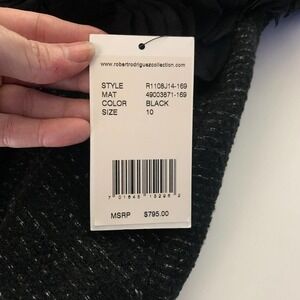 www.robertrodriguezcollection.com
STYLE R1108J14-169
MAT 49003871-169
COLOR BLACK
SIZE 10
MSRP $795.00